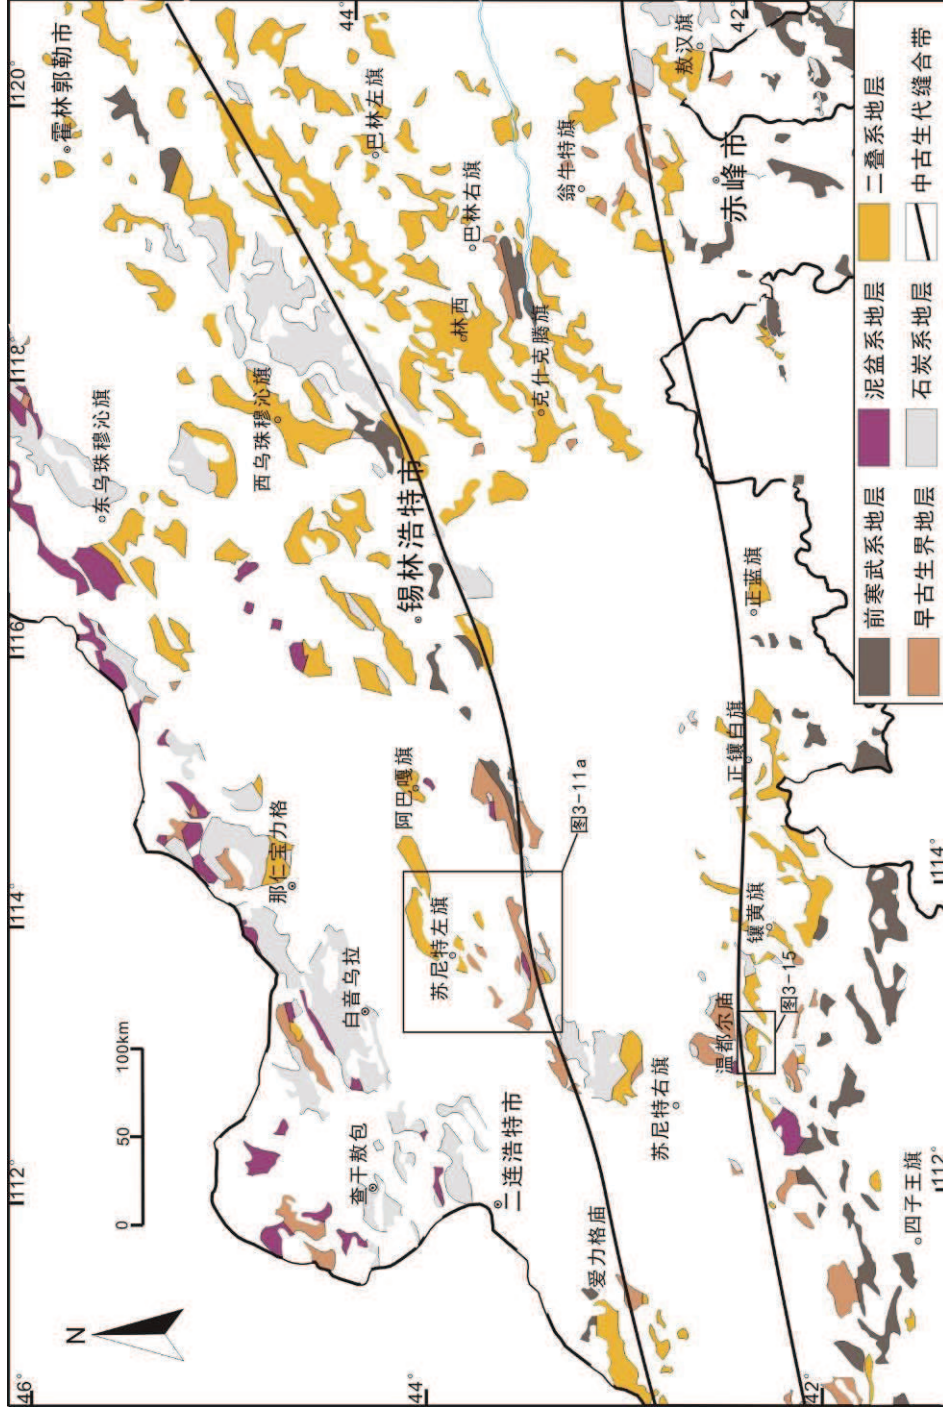 N
0
50
100km
46°
44°
42°
112°
114°
116°
118°
120°
44°
42°
112°
114°
霍林郭勒市
东乌珠穆沁旗
西乌珠穆沁旗
巴林左旗
巴林右旗
林西
克什克腾旗
翁牛特旗
敖汉旗
赤峰市
锡林浩特市
阿巴嘎旗
那仁宝力格
苏尼特左旗
白音乌拉
查干敖包
二连浩特市
图3-11a
正蓝旗
正镶白旗
镶黄旗
图3-15
温都尔庙
苏尼特右旗
爱力格庙
四子王旗
前寒武系地层
泥盆系地层
二叠系地层
早古生界地层
石炭系地层
中古生代缝合带